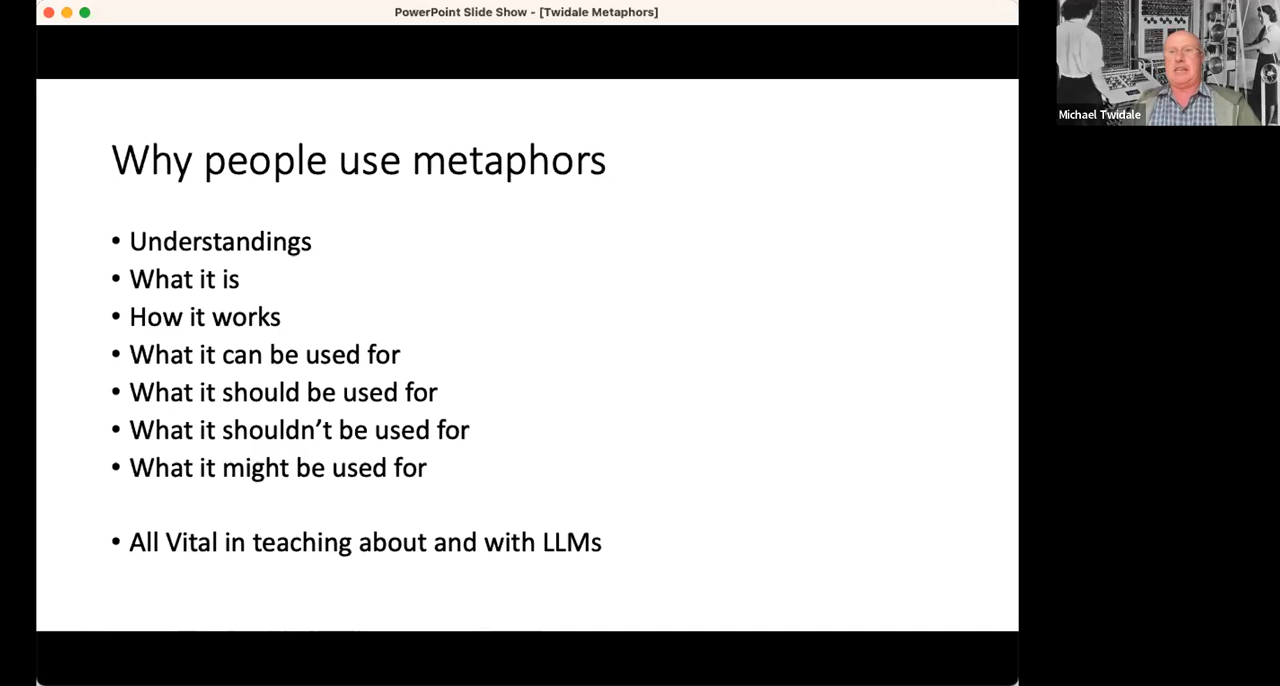 PowerPoint Slide Show - [Twidale Metaphors]
Michael Twidale
Why people use metaphors
• Understandings
• What it is
• How it works
• What it can be used for
• What it should be used for
• What it shouldn’t be used for
• What it might be used for
• All Vital in teaching about and with LLMs